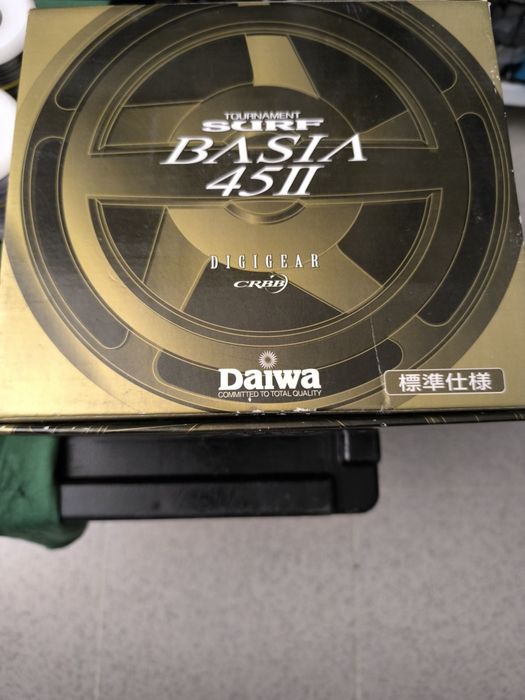 TOURNAMENT
SURF
BASIA
45II
DIGIGEAR
CRBB
Daiwa
COMMITTED TO TOTAL QUALITY
標準仕様